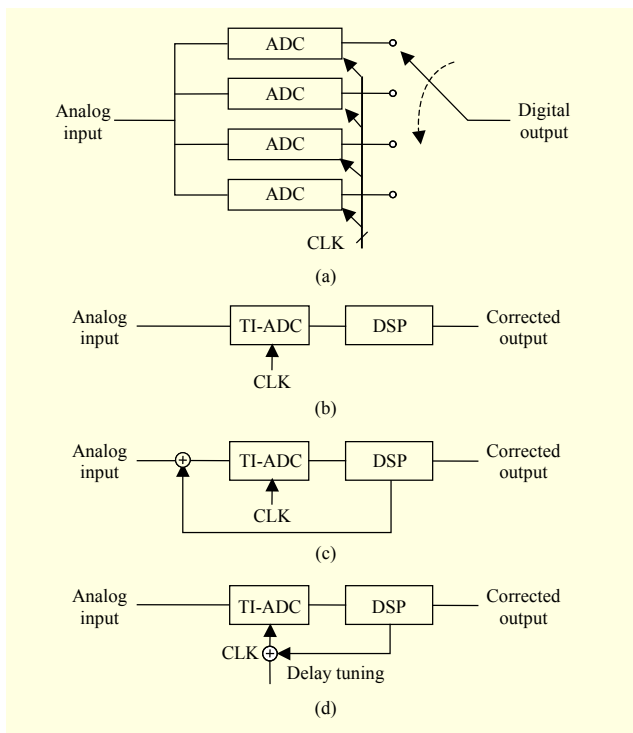 ADC
ADC
Analog
input
Digital
output
ADC
ADC
CLK
(a)
Analog
input
TI-ADC
DSP
Corrected
output
CLK
(b)
Analog
input
+
TI-ADC
DSP
Corrected
output
CLK
(c)
Analog
input
TI-ADC
DSP
Corrected
output
CLK
+
Delay tuning
(d)